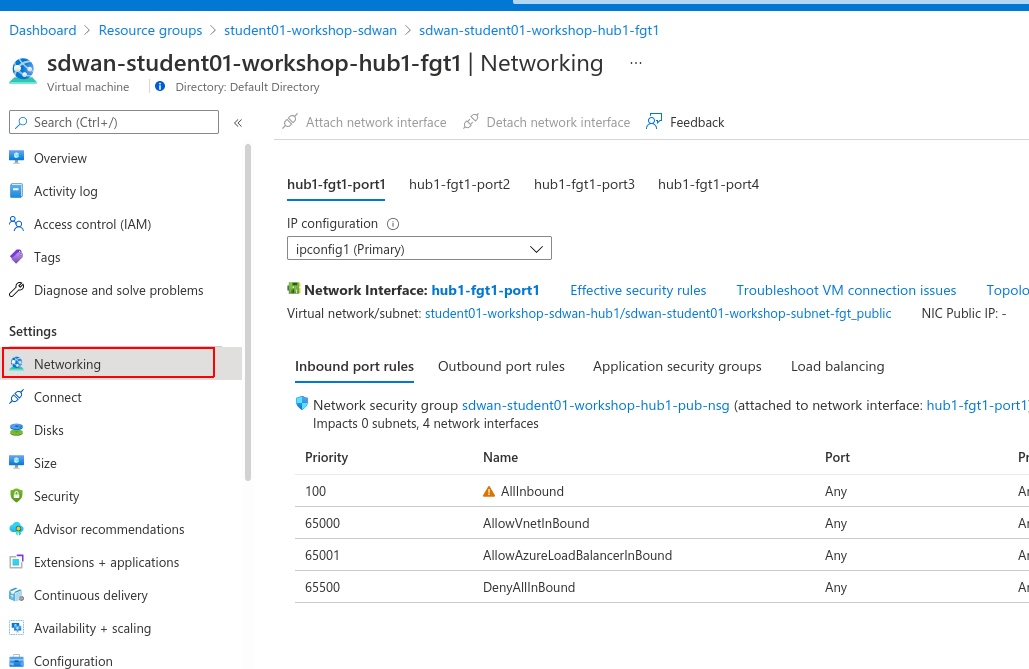 Dashboard > Resource groups > student01-workshop-sdwan > sdwan-student01-workshop-hub1-fgt1
sdwan-student01-workshop-hub1-fgt1 | Networking ...
Virtual machine Directory: Default Directory
Search (Ctrl+/) «
Overview
Activity log
Access control (IAM)
Tags
Diagnose and solve problems
Settings
Networking
Connect
Disks
Size
Security
Advisor recommendations
Extensions + applications
Continuous delivery
Availability + scaling
Configuration
Attach network interface Detach network interface Feedback
hub1-fgt1-port1 hub1-fgt1-port2 hub1-fgt1-port3 hub1-fgt1-port4
IP configuration
ipconfig1 (Primary)
Network Interface: hub1-fgt1-port1 Effective security rules Troubleshoot VM connection issues Topolo
Virtual network/subnet: student01-workshop-sdwan-hub1/sdwan-student01-workshop-subnet-fgt_public NIC Public IP: -
Inbound port rules Outbound port rules Application security groups Load balancing
Network security group sdwan-student01-workshop-hub1-pub-nsg (attached to network interface: hub1-fgt1-port1)
Impacts 0 subnets, 4 network interfaces
Priority Name Port Pr
100 AllInbound Any Ar
65000 AllowVnetInBound Any Ar
65001 AllowAzureLoadBalancerInBound Any Ar
65500 DenyAllInBound Any Ar